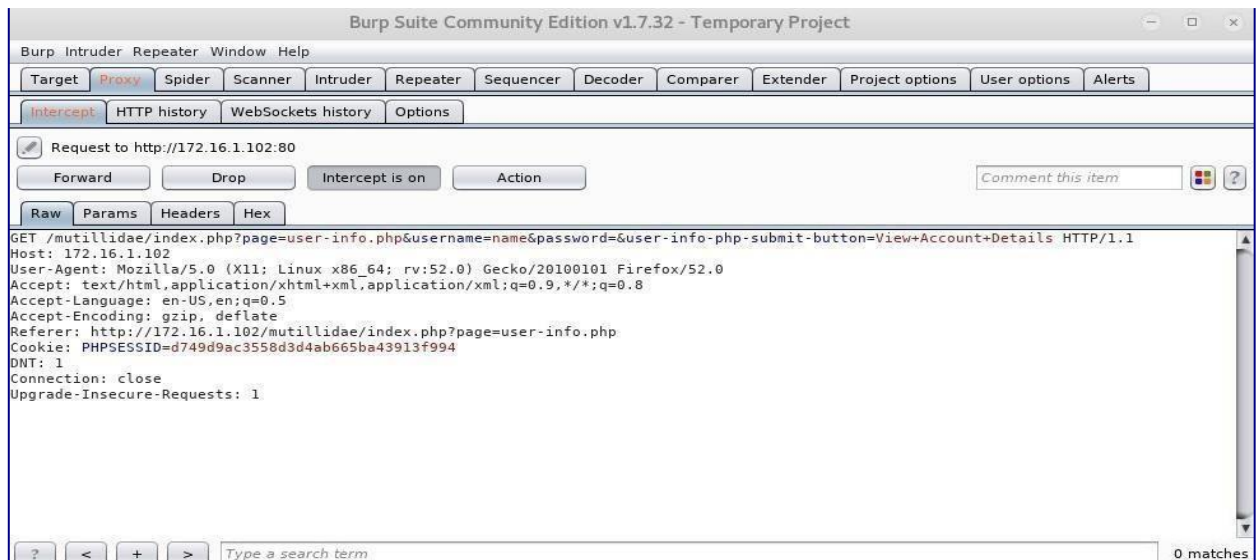 Burp Suite Community Edition v1.7.32 - Temporary Project
Burp Intruder Repeater Window Help
Target Proxy Spider Scanner Intruder Repeater Sequencer Decoder Comparer Extender Project options User options Alerts
Intercept HTTP history WebSockets history Options
Request to http://172.16.1.102:80
Forward Drop Intercept is on Action Comment this item ?
Raw Params Headers Hex
GET /mutillidae/index.php?page=user-info.php&username=name&password=&user-info-php-submit-button=View+Account+Details HTTP/1.1
Host: 172.16.1.102
User-Agent: Mozilla/5.0 (X11; Linux x86_64; rv:52.0) Gecko/20100101 Firefox/52.0
Accept: text/html,application/xhtml+xml,application/xml;q=0.9,*/*;q=0.8
Accept-Language: en-US,en;q=0.5
Accept-Encoding: gzip, deflate
Referer: http://172.16.1.102/mutillidae/index.php?page=user-info.php
Cookie: PHPSESSID=d749d9ac3558d3d4ab665ba43913f994
DNT: 1
Connection: close
Upgrade-Insecure-Requests: 1
? < + > Type a search term 0 matches